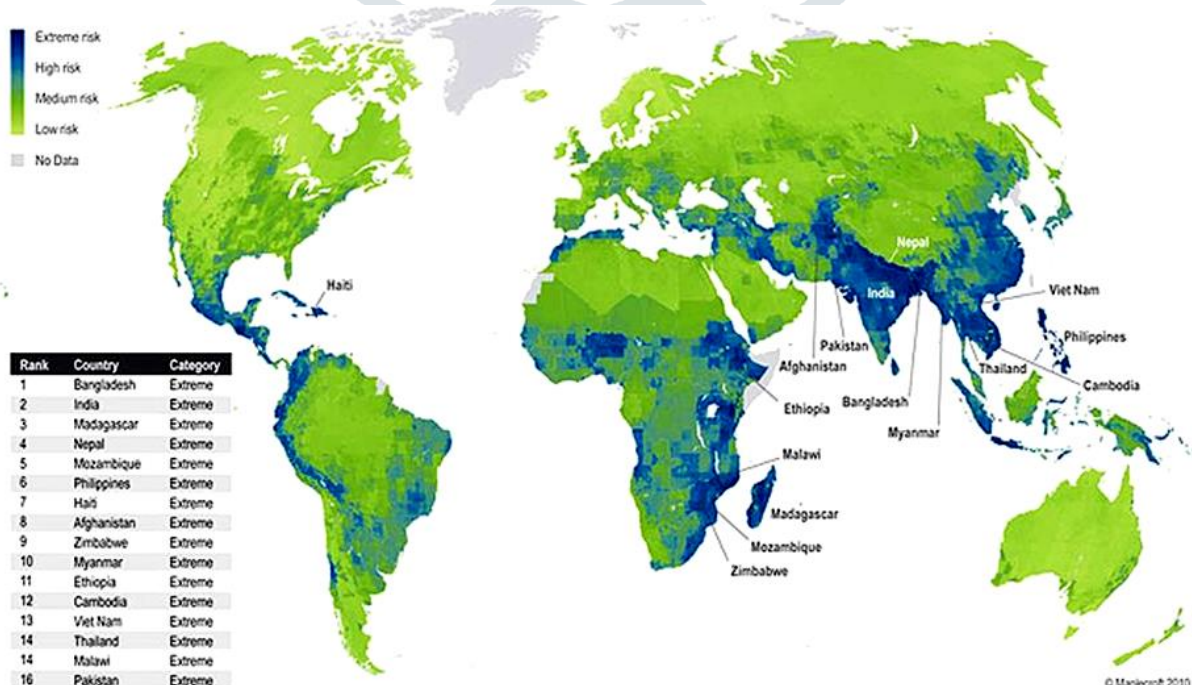 Extreme risk
High risk
Medium risk
Low risk
No Data
Haiti
Nepal
India
Viet Nam
Philippines
Pakistan
Thailand
Afghanistan
Cambodia
Ethiopia
Bangladesh
Myanmar
Malawi
Madagascar
Mozambique
Zimbabwe
Rank Country Category
1 Bangladesh Extreme
2 India Extreme
3 Madagascar Extreme
4 Nepal Extreme
5 Mozambique Extreme
6 Philippines Extreme
7 Haiti Extreme
8 Afghanistan Extreme
9 Zimbabwe Extreme
10 Myanmar Extreme
11 Ethiopia Extreme
12 Cambodia Extreme
13 Viet Nam Extreme
14 Thailand Extreme
14 Malawi Extreme
16 Pakistan Extreme
© Maplecroft 2010